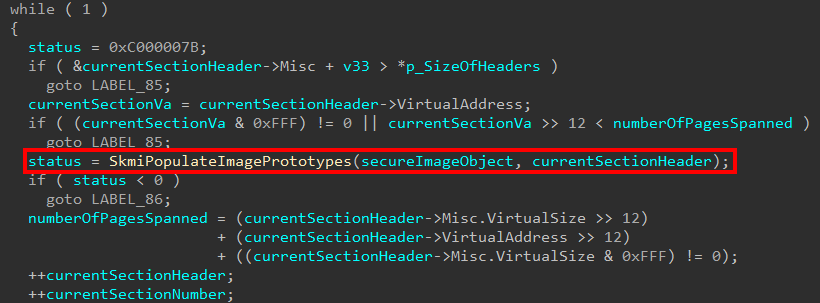 while ( 1 )
{
status = 0xC000007B;
if ( &currentSectionHeader->Misc + v33 > *p_SizeOfHeaders )
goto LABEL_85;
currentSectionVa = currentSectionHeader->VirtualAddress;
if ( (currentSectionVa & 0xFFF) != 0 || currentSectionVa >> 12 < numberOfPagesSpanned )
goto LABEL_85;
status = SkmiPopulateImagePrototypes(secureImageObject, currentSectionHeader);
if ( status < 0 )
goto LABEL_86;
numberOfPagesSpanned = (currentSectionHeader->Misc.VirtualSize >> 12)
+ (currentSectionHeader->VirtualAddress >> 12)
+ ((currentSectionHeader->Misc.VirtualSize & 0xFFF) != 0);
++currentSectionHeader;
++currentSectionNumber;